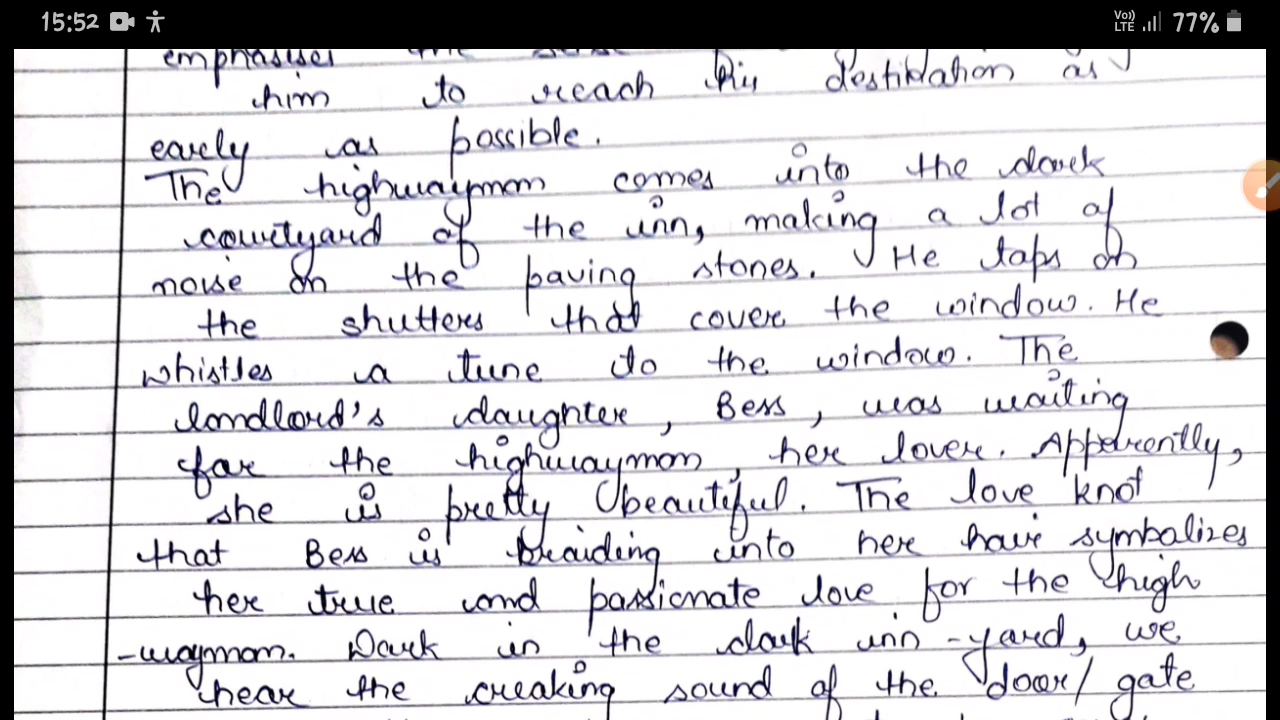 15:52
Vo)) LTE 77%
emphasises the
him to reach his destination as
early as possible.
The highwayman comes into the dark
courtyard of the inn, making a lot of
noise on the paving stones. He taps on
the shutters that cover the window. He
whistles a tune to the window. The
landlord's daughter, Bess, was waiting
for the highwayman, her lover. Apparently,
she is pretty beautiful. The love knot
that Bess is braiding into her hair symbolizes
her true and passionate love for the high
-wayman. Dark in the dark inn-yard, we
hear the creaking sound of the door/gate